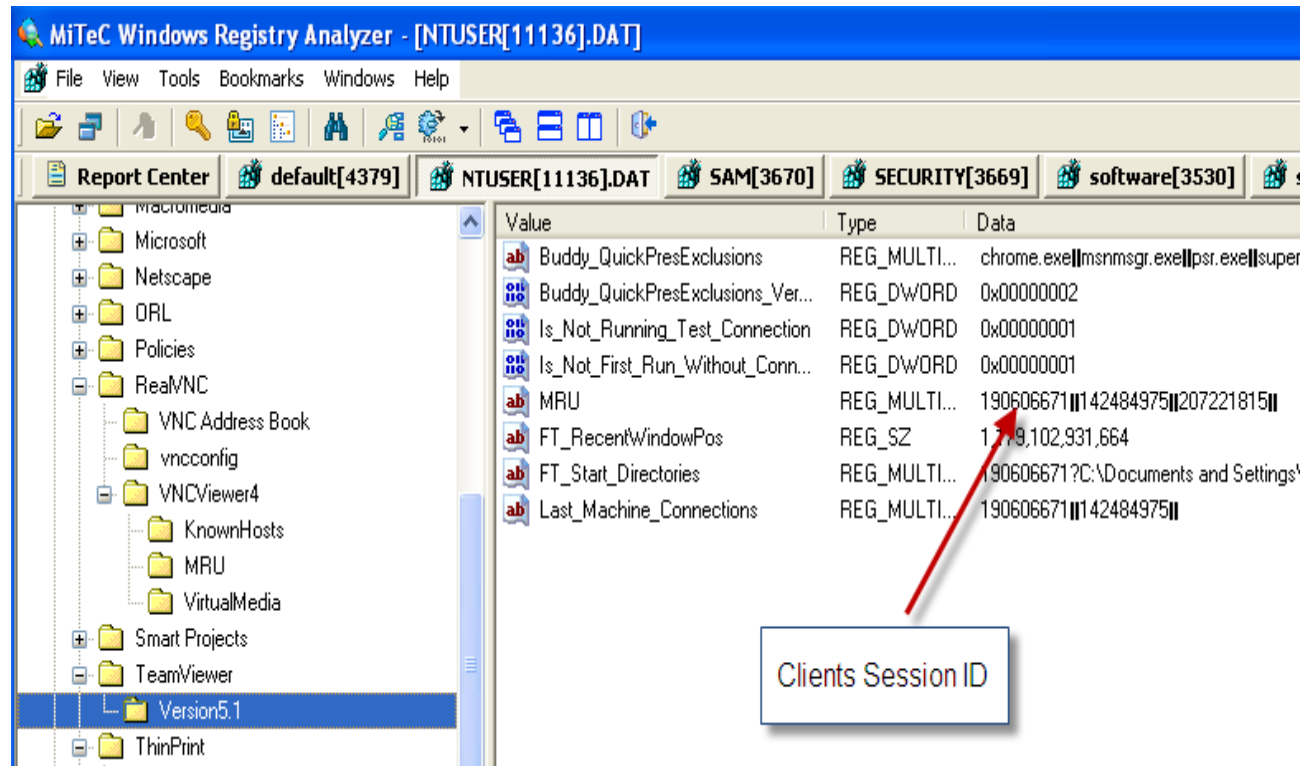 MiTeC Windows Registry Analyzer - [NTUSER[11136].DAT]
File View Tools Bookmarks Windows Help
Report Center default[4379] NTUSER[11136].DAT SAM[3670] SECURITY[3669] software[3530] s
Macromedia
Microsoft
Netscape
ORL
Policies
RealVNC
VNC Address Book
vncconfig
VNCViewer4
KnownHosts
MRU
VirtualMedia
Smart Projects
TeamViewer
Version5.1
ThinPrint
Value Type Data
Buddy_QuickPresExclusions REG_MULTI... chrome.exe||msnmsgr.exe||psr.exe||super
Buddy_QuickPresExclusions_Ver... REG_DWORD 0x00000002
Is_Not_Running_Test_Connection REG_DWORD 0x00000001
Is_Not_First_Run_Without_Conn... REG_DWORD 0x00000001
MRU REG_MULTI... 190606671||142484975||207221815||
FT_RecentWindowPos REG_SZ 102,931,664
FT_Start_Directories REG_MULTI... 190606671?C:\Documents and Settings\
Last_Machine_Connections REG_MULTI... 190606671||142484975||
Clients Session ID